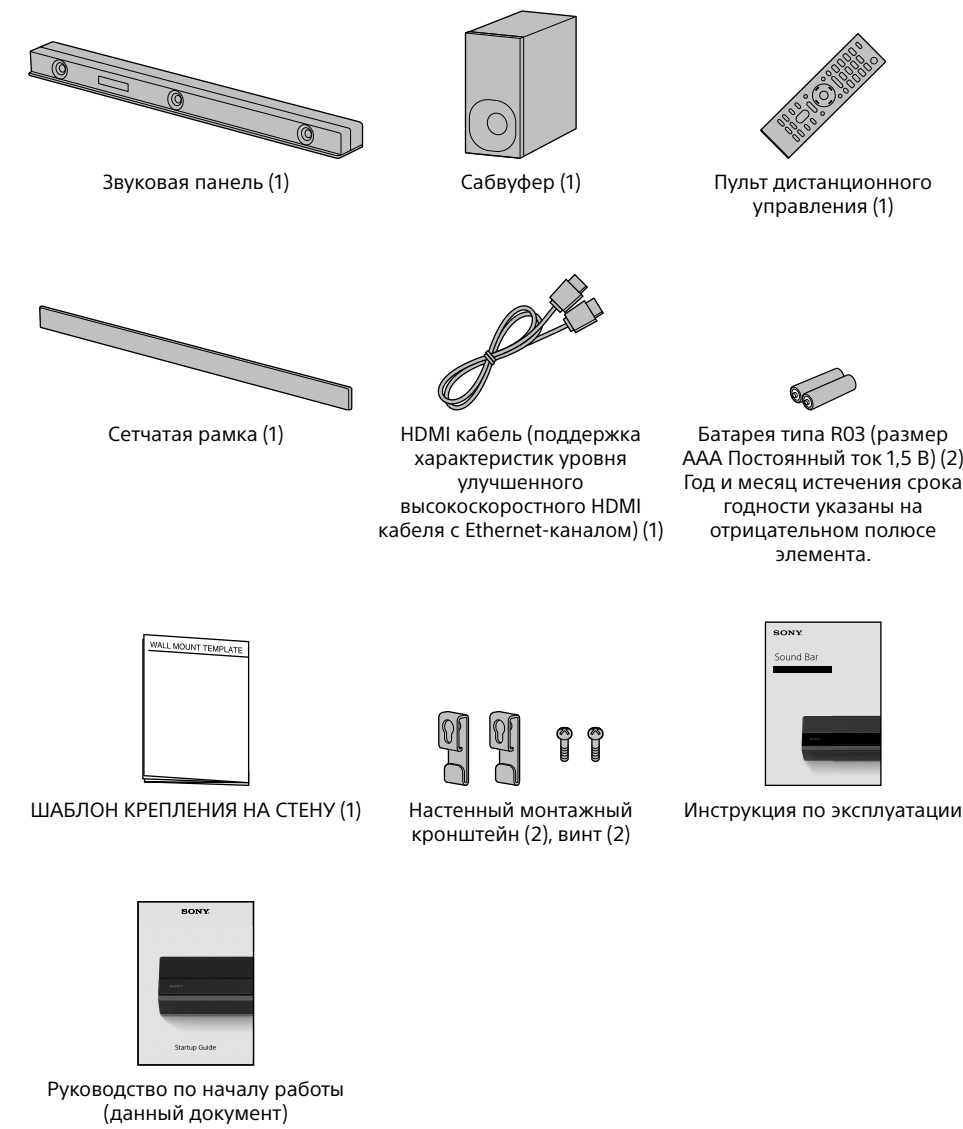 Звуковая панель (1)
Сабвуфер (1)
Пульт дистанционного
управления (1)
Сетчатая рамка (1)
HDMI кабель (поддержка
характеристик уровня
улучшенного
высокоскоростного HDMI
кабеля с Ethernet-каналом) (1)
Батарея типа R03 (размер
AAA Постоянный ток 1,5 В) (2)
Год и месяц истечения срока
годности указаны на
отрицательном полюсе
элемента.
WALL MOUNT TEMPLATE
ШАБЛОН КРЕПЛЕНИЯ НА СТЕНУ (1)
Настенный монтажный
кронштейн (2), винт (2)
SONY
Sound Bar
Инструкция по эксплуатации
SONY
Startup Guide
Руководство по началу работы
(данный документ)